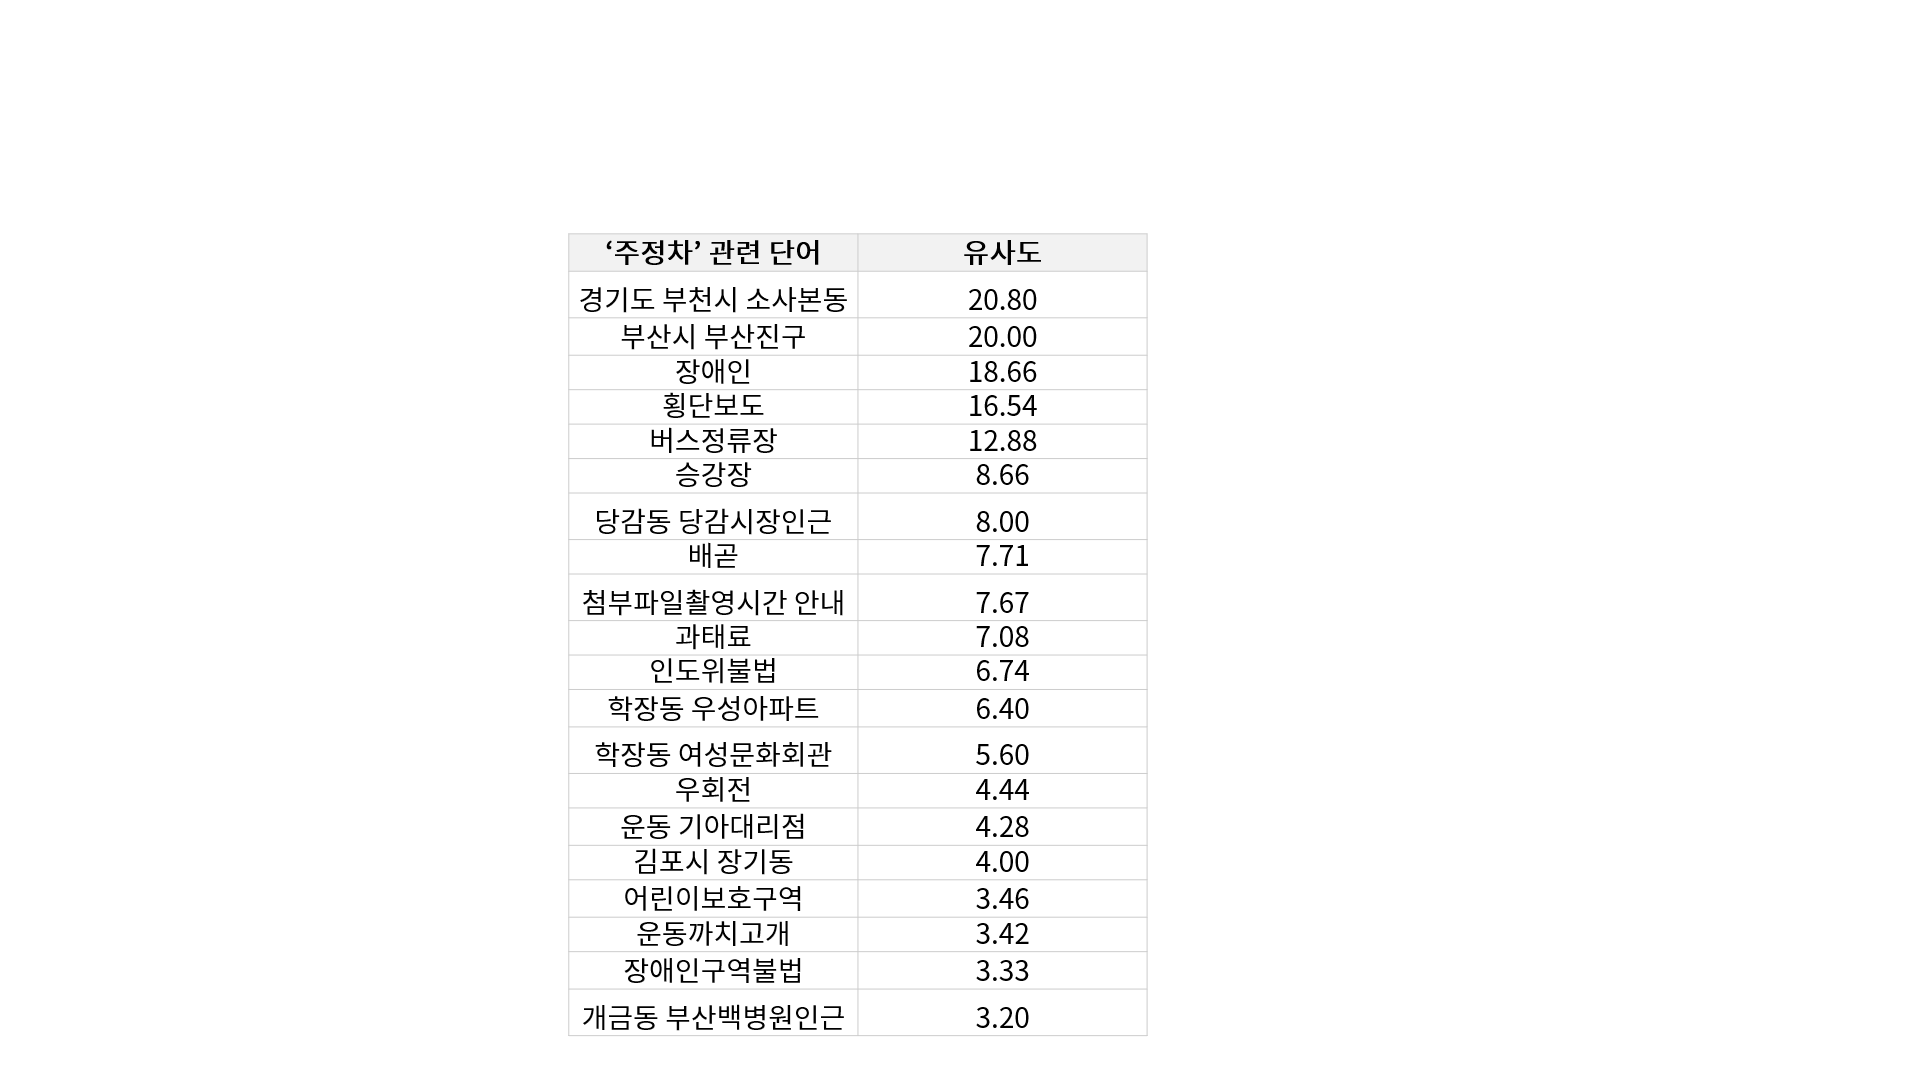 ‘주정차’ 관련 단어 유사도
경기도 부천시 소사본동 20.80
부산시 부산진구 20.00
장애인 18.66
횡단보도 16.54
버스정류장 12.88
승강장 8.66
당감동 당감시장인근 8.00
배곧 7.71
첨부파일촬영시간 안내 7.67
과태료 7.08
인도위불법 6.74
학장동 우성아파트 6.40
학장동 여성문화회관 5.60
우회전 4.44
운동 기아대리점 4.28
김포시 장기동 4.00
어린이보호구역 3.46
운동까치고개 3.42
장애인구역불법 3.33
개금동 부산백병원인근 3.20